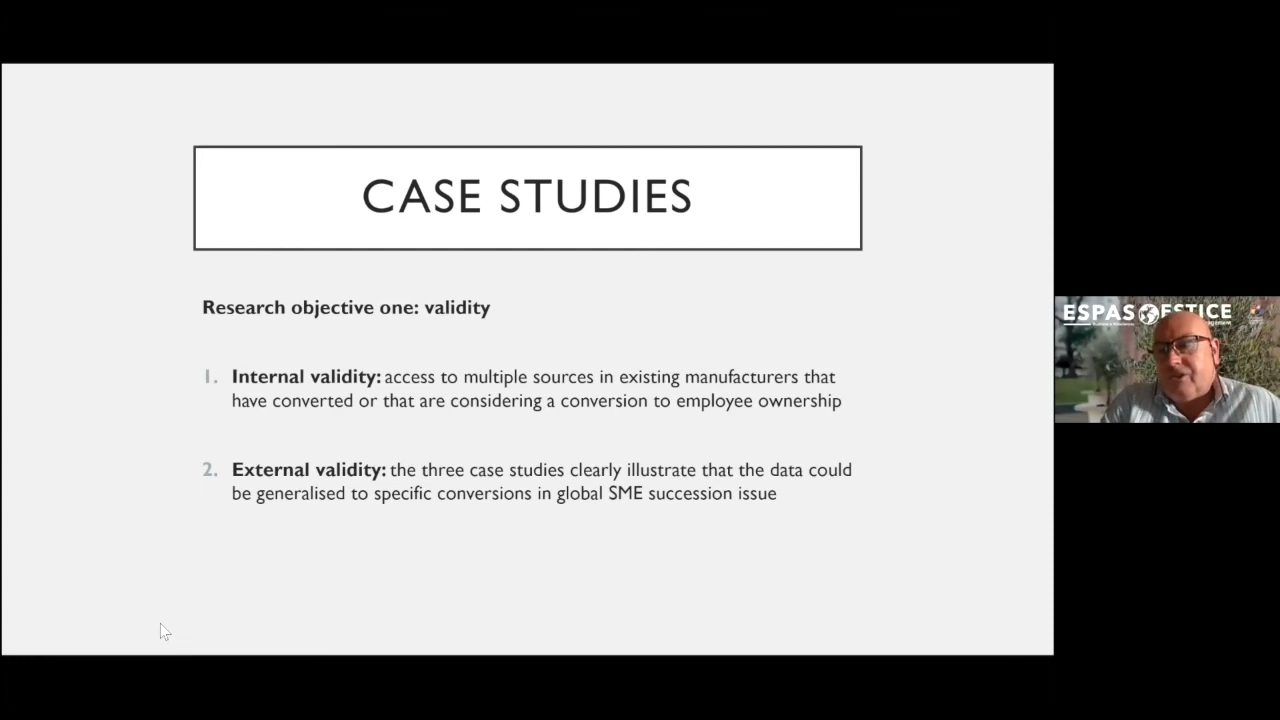 CASE STUDIES
Research objective one: validity
1. Internal validity: access to multiple sources in existing manufacturers that
have converted or that are considering a conversion to employee ownership
2. External validity: the three case studies clearly illustrate that the data could
be generalised to specific conversions in global SME succession issue
ESPAS ESTICE